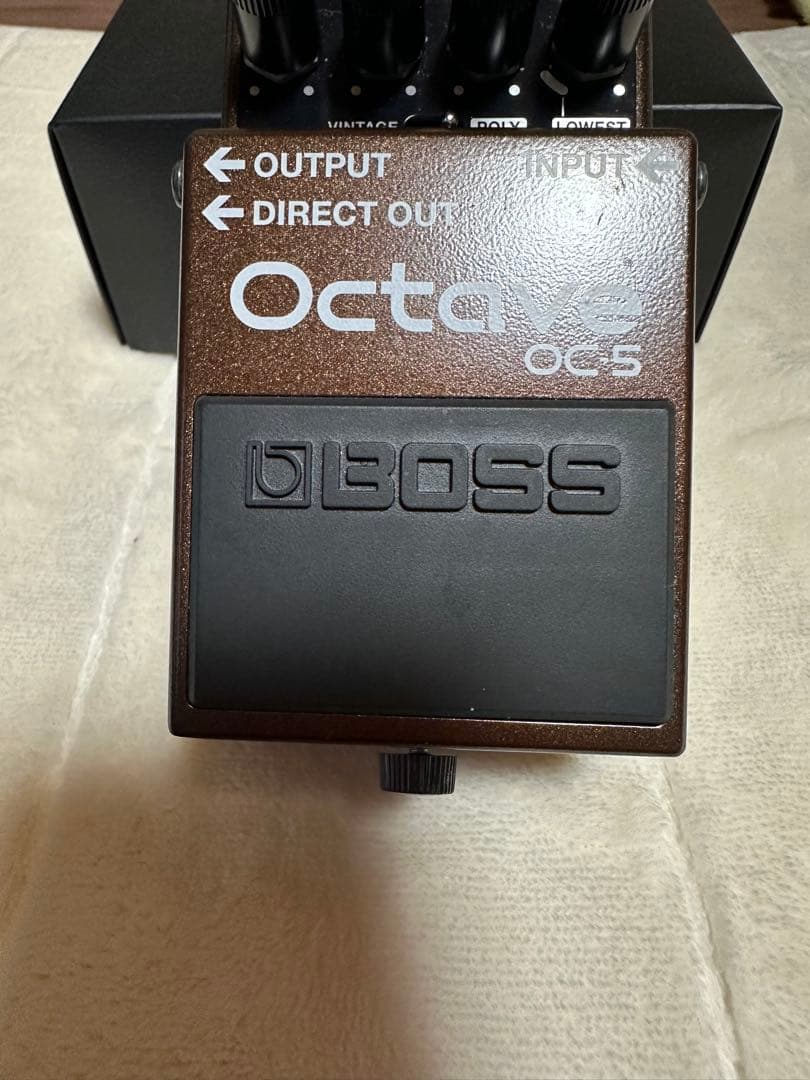 VINTAGE POLY LOWEST
← OUTPUT INPUT ←
← DIRECT OUT
Octave
OC-5
BOSS